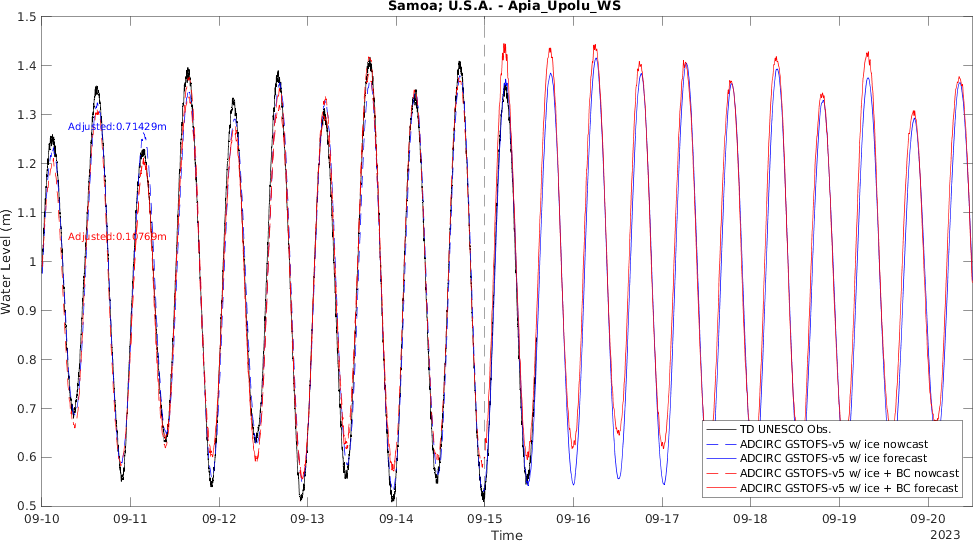 Samoa; U.S.A. - Apia_Upolu_WS
1.5
1.4
1.3
1.2
1.1
1
0.9
0.8
0.7
0.6
0.5
Water Level (m)
Adjusted:0.71429m
Adjusted:0.10769m
TD UNESCO Obs.
ADCIRC GSTOFS-v5 w/ ice nowcast
ADCIRC GSTOFS-v5 w/ ice forecast
ADCIRC GSTOFS-v5 w/ ice + BC nowcast
ADCIRC GSTOFS-v5 w/ ice + BC forecast
09-10 09-11 09-12 09-13 09-14 09-15 09-16 09-17 09-18 09-19 09-20
Time
2023